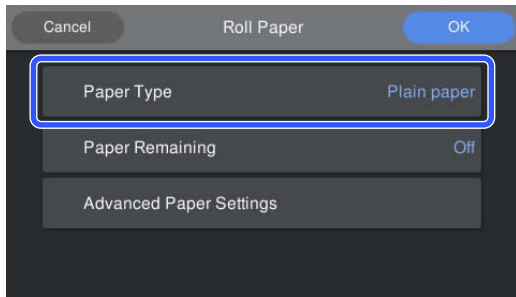 Cancel Roll Paper OK
Paper Type Plain paper
Paper Remaining Off
Advanced Paper Settings